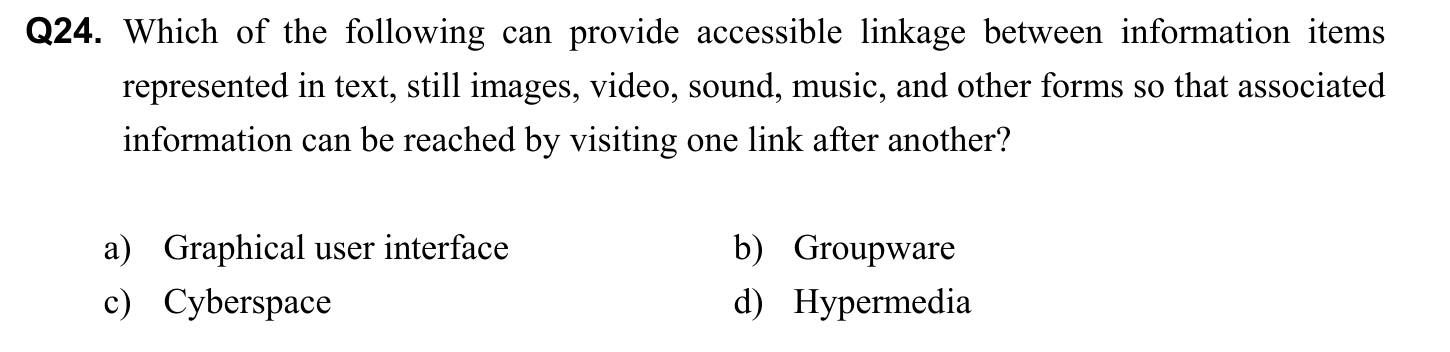 Q24. Which of the following can provide accessible linkage between information items
represented in text, still images, video, sound, music, and other forms so that associated
information can be reached by visiting one link after another?
a) Graphical user interface b) Groupware
c) Cyberspace d) Hypermedia